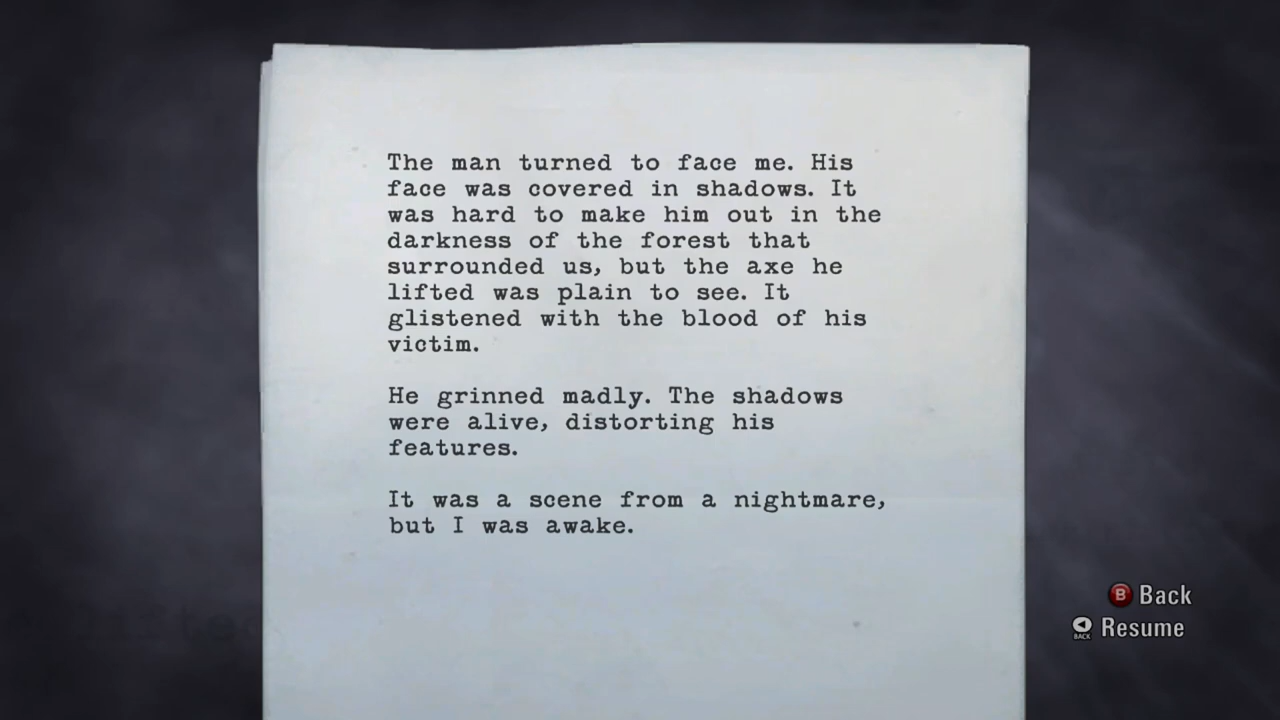 The man turned to face me. His
face was covered in shadows. It
was hard to make him out in the
darkness of the forest that
surrounded us, but the axe he
lifted was plain to see. It
glistened with the blood of his
victim.
He grinned madly. The shadows
were alive, distorting his
features.
It was a scene from a nightmare,
but I was awake.
B Back
BACK Resume